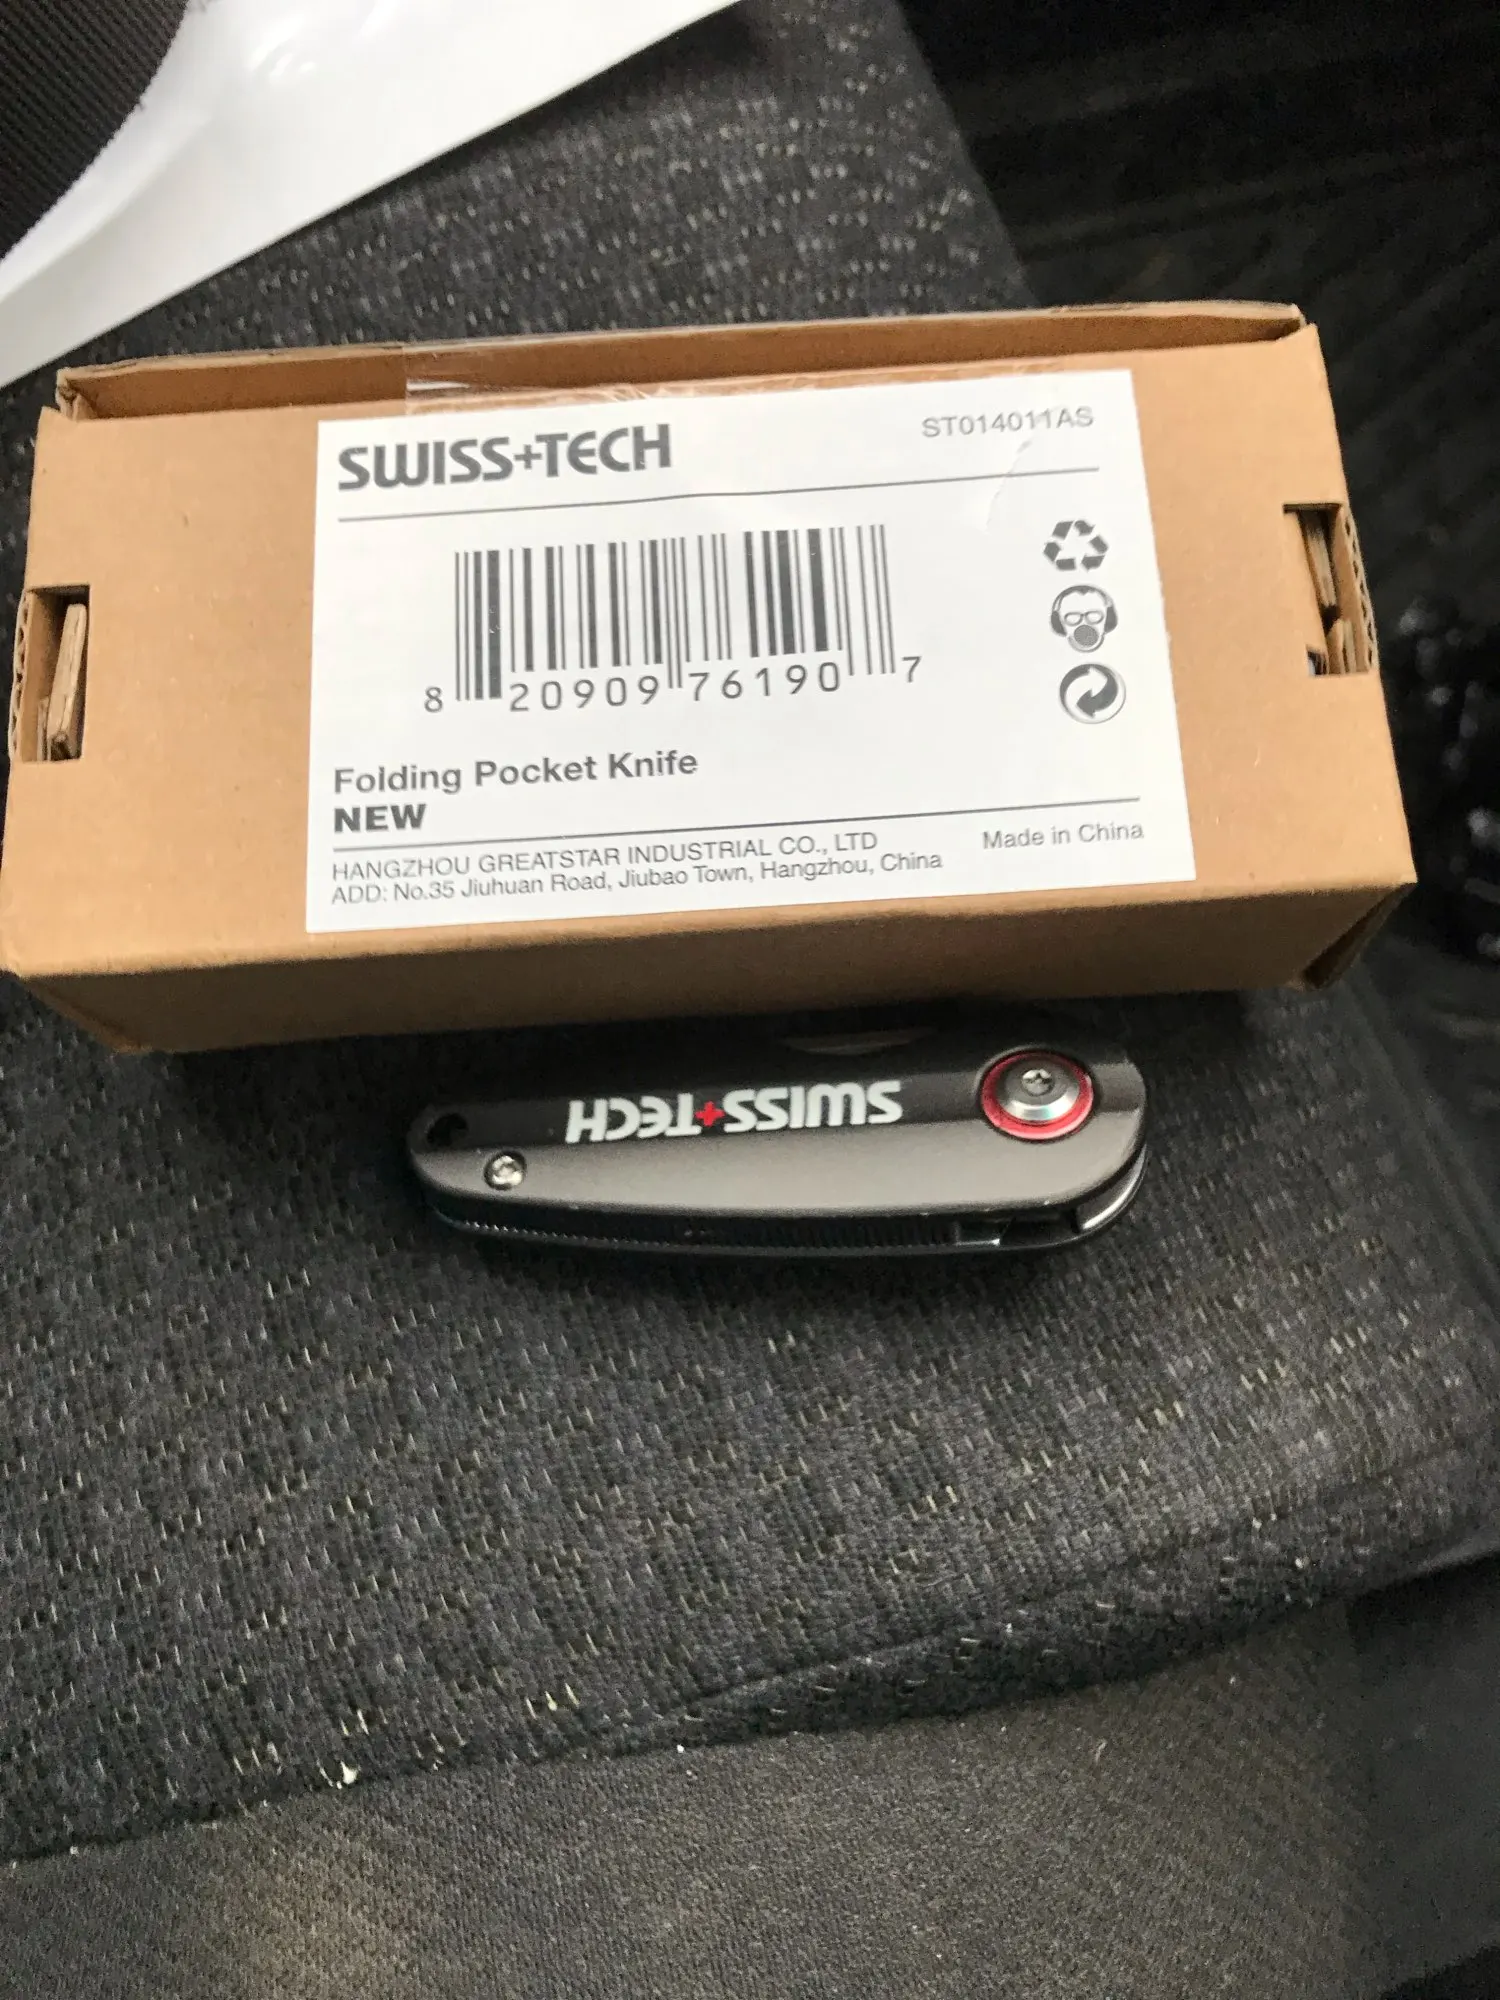 SWISS+TECH
ST014011AS
8 20909 76190 7
Folding Pocket Knife
NEW
HANGZHOU GREATSTAR INDUSTRIAL CO., LTD
ADD: No.35 Jiuhuan Road, Jiubao Town, Hangzhou, China
Made in China
SWISS+TECH